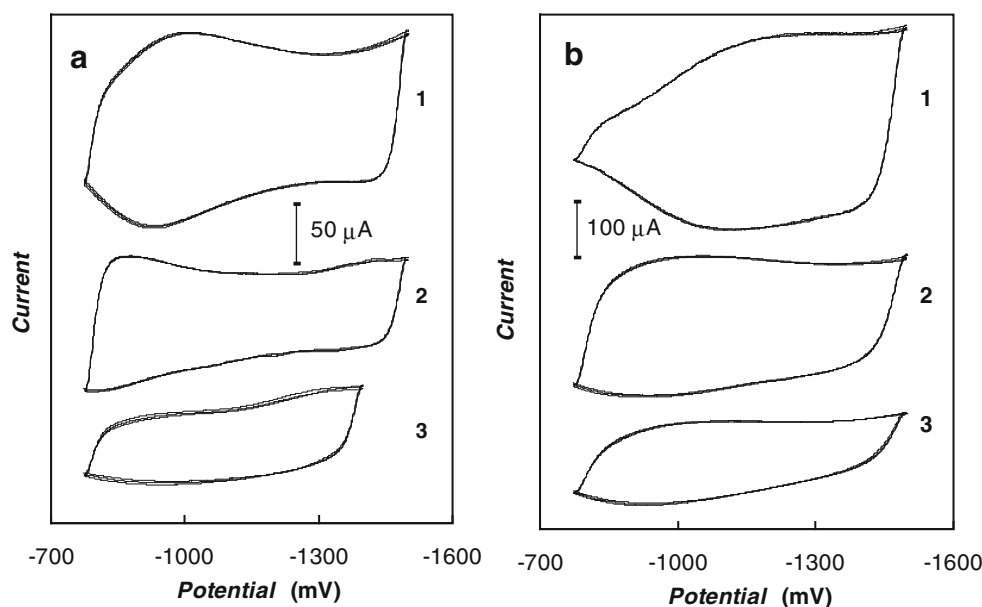 a
1
50 μA
2
3
Current
-700 -1000 -1300 -1600
Potential (mV)
b
1
100 μA
2
3
Current
-700 -1000 -1300 -1600
Potential (mV)